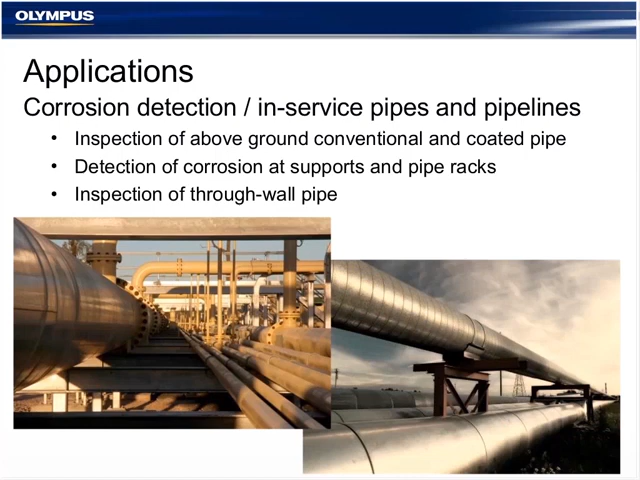 OLYMPUS
Applications
Corrosion detection / in-service pipes and pipelines
• Inspection of above ground conventional and coated pipe
• Detection of corrosion at supports and pipe racks
• Inspection of through-wall pipe